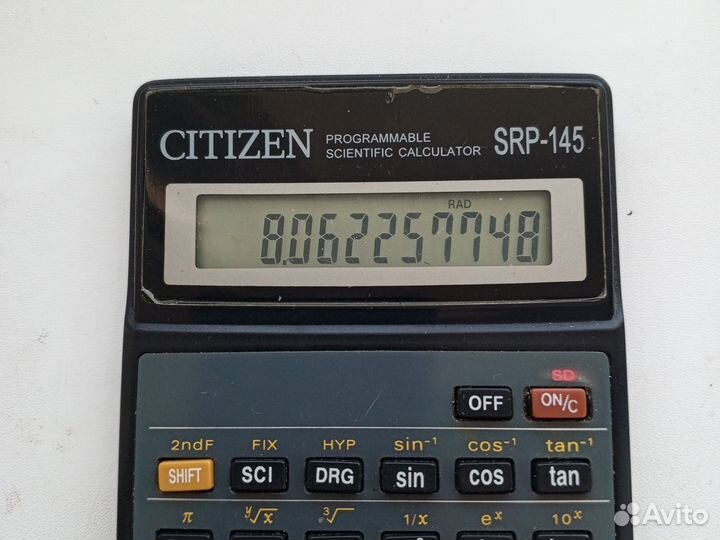 CITIZEN PROGRAMMABLE SCIENTIFIC CALCULATOR SRP-145
RAD
8.062257748
SD
OFF ON/C
2ndF FIX HYP sin⁻¹ cos⁻¹ tan⁻¹
SHIFT SCI DRG sin cos tan
π ʸ√x ³√ 1/x eˣ 10ˣ
Avito